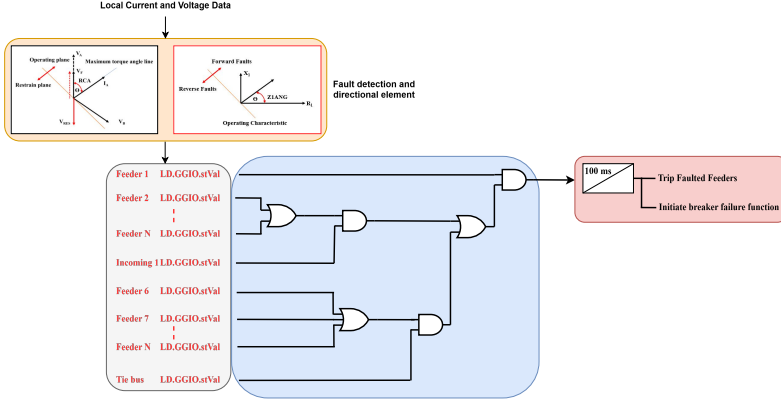 Local Current and Voltage Data
Operating plane
Restrain plane
Maximum torque angle line
RCA
Θ
Forward Faults
Reverse Faults
Θ
Z1ANG
Operating Characteristic
Fault detection and
directional element
Feeder 1 LD.GGIO.stVal
Feeder 2 LD.GGIO.stVal
Feeder N LD.GGIO.stVal
Incoming 1 LD.GGIO.stVal
Feeder 6 LD.GGIO.stVal
Feeder 7 LD.GGIO.stVal
Feeder N LD.GGIO.stVal
Tie bus LD.GGIO.stVal
100 ms
Trip Faulted Feeders
Initiate breaker failure function